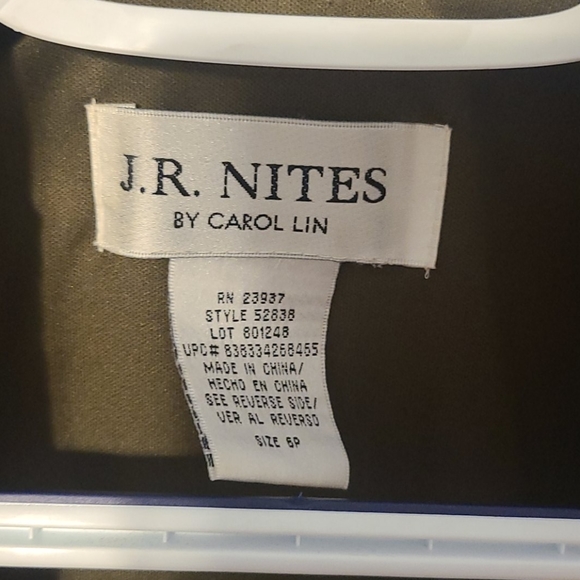 J.R. NITES
BY CAROL LIN
RN 23937
STYLE 52838
LOT 801248
UPC# 838334268465
MADE IN CHINA/
HECHO EN CHINA
SEE REVERSE SIDE/
VER AL REVERSO
SIZE 6P